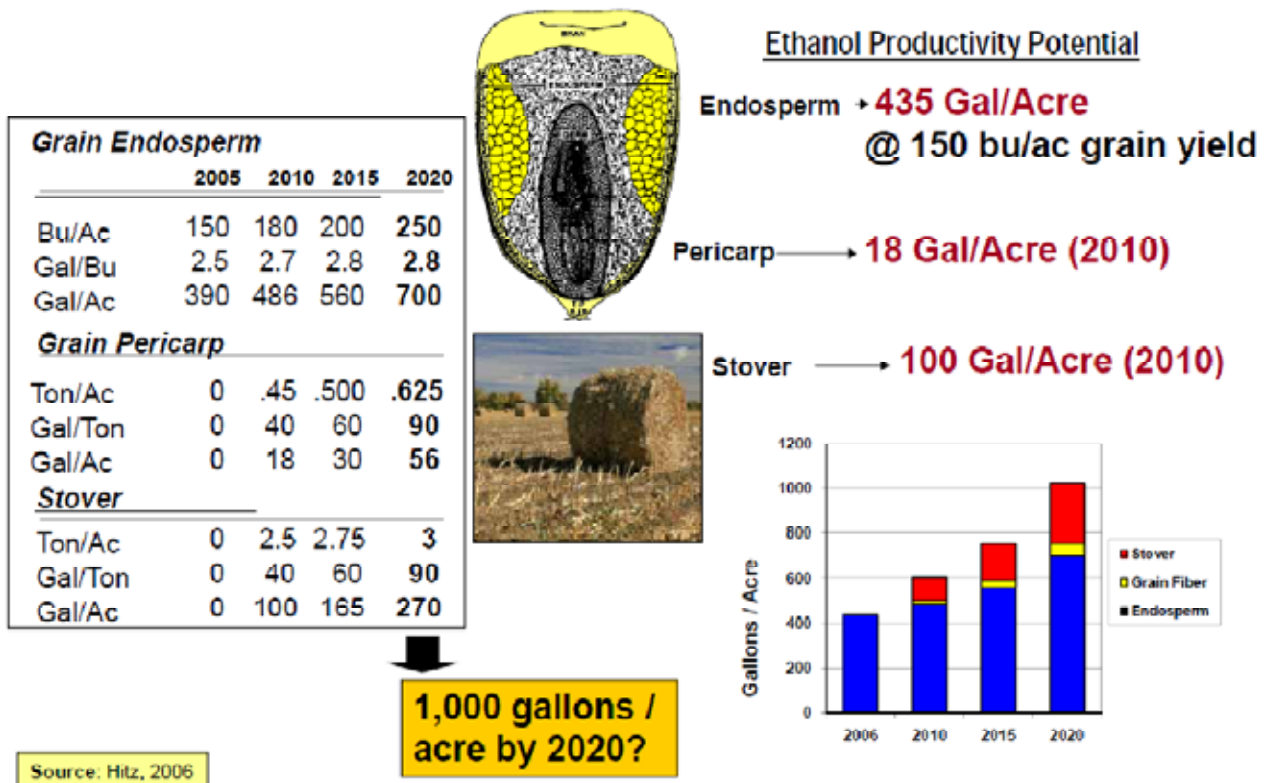 Ethanol Productivity Potential
Endosperm
435 Gal/Acre
@ 150 bu/ac grain yield
Pericarp
18 Gal/Acre (2010)
Stover
100 Gal/Acre (2010)
ENDOSPERM
Grain Endosperm
2005 2010 2015 2020
Bu/Ac 150 180 200 250
Gal/Bu 2.5 2.7 2.8 2.8
Gal/Ac 390 486 560 700
Grain Pericarp
Ton/Ac 0 .45 .500 .625
Gal/Ton 0 40 60 90
Gal/Ac 0 18 30 56
Stover
Ton/Ac 0 2.5 2.75 3
Gal/Ton 0 40 60 90
Gal/Ac 0 100 165 270
1,000 gallons /
acre by 2020?
Gallons / Acre
1200
1000
800
600
400
200
0
2006 2010 2015 2020
Stover
Grain Fiber
Endosperm
Source: Hitz, 2006